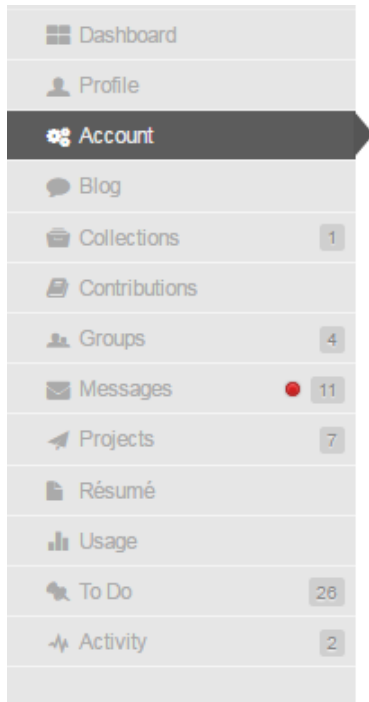 Dashboard
Profile
Account
Blog
Collections 1
Contributions
Groups 4
Messages 11
Projects 7
Résumé
Usage
To Do 26
Activity 2